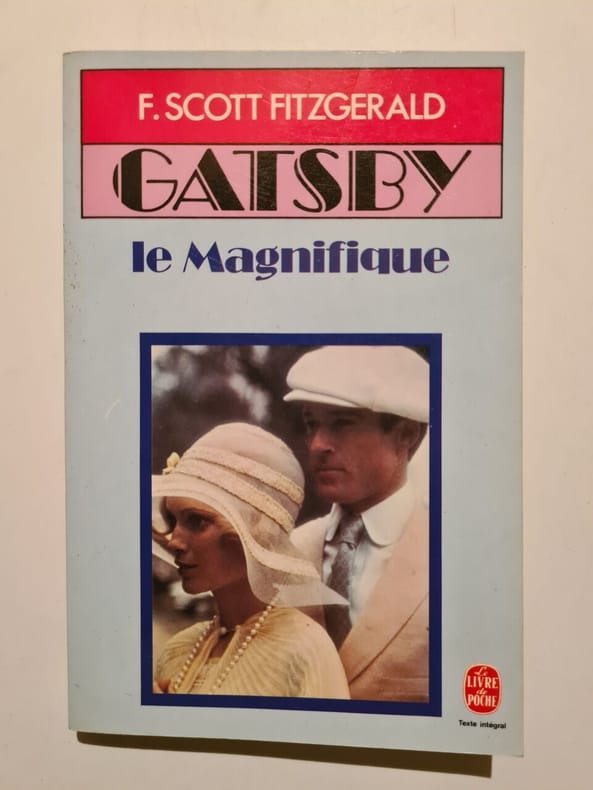 F. SCOTT FITZGERALD
GATSBY
le Magnifique
Le
LIVRE
de
POCHE
Texte intégral